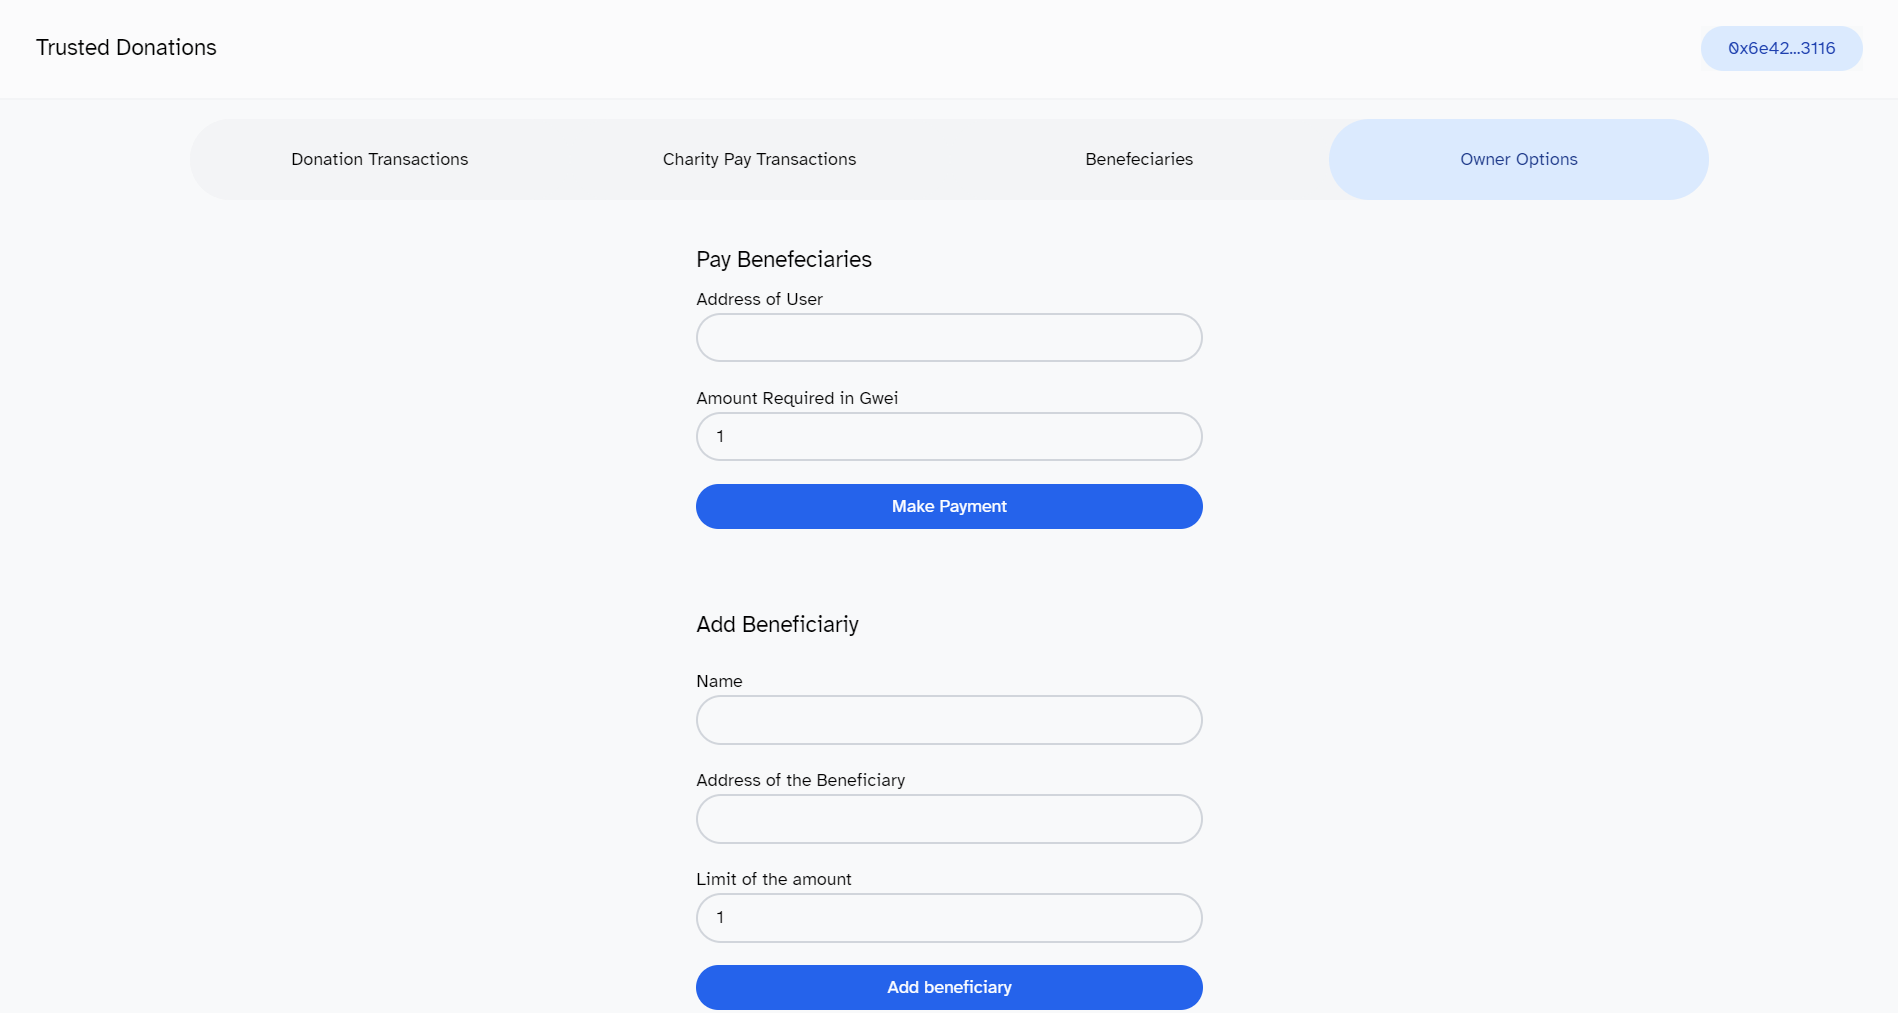 Trusted Donations
0x6e42...3116
Donation Transactions
Charity Pay Transactions
Benefeciaries
Owner Options
Pay Benefeciaries
Address of User
Amount Required in Gwei
1
Make Payment
Add Beneficiariy
Name
Address of the Beneficiary
Limit of the amount
1
Add beneficiary